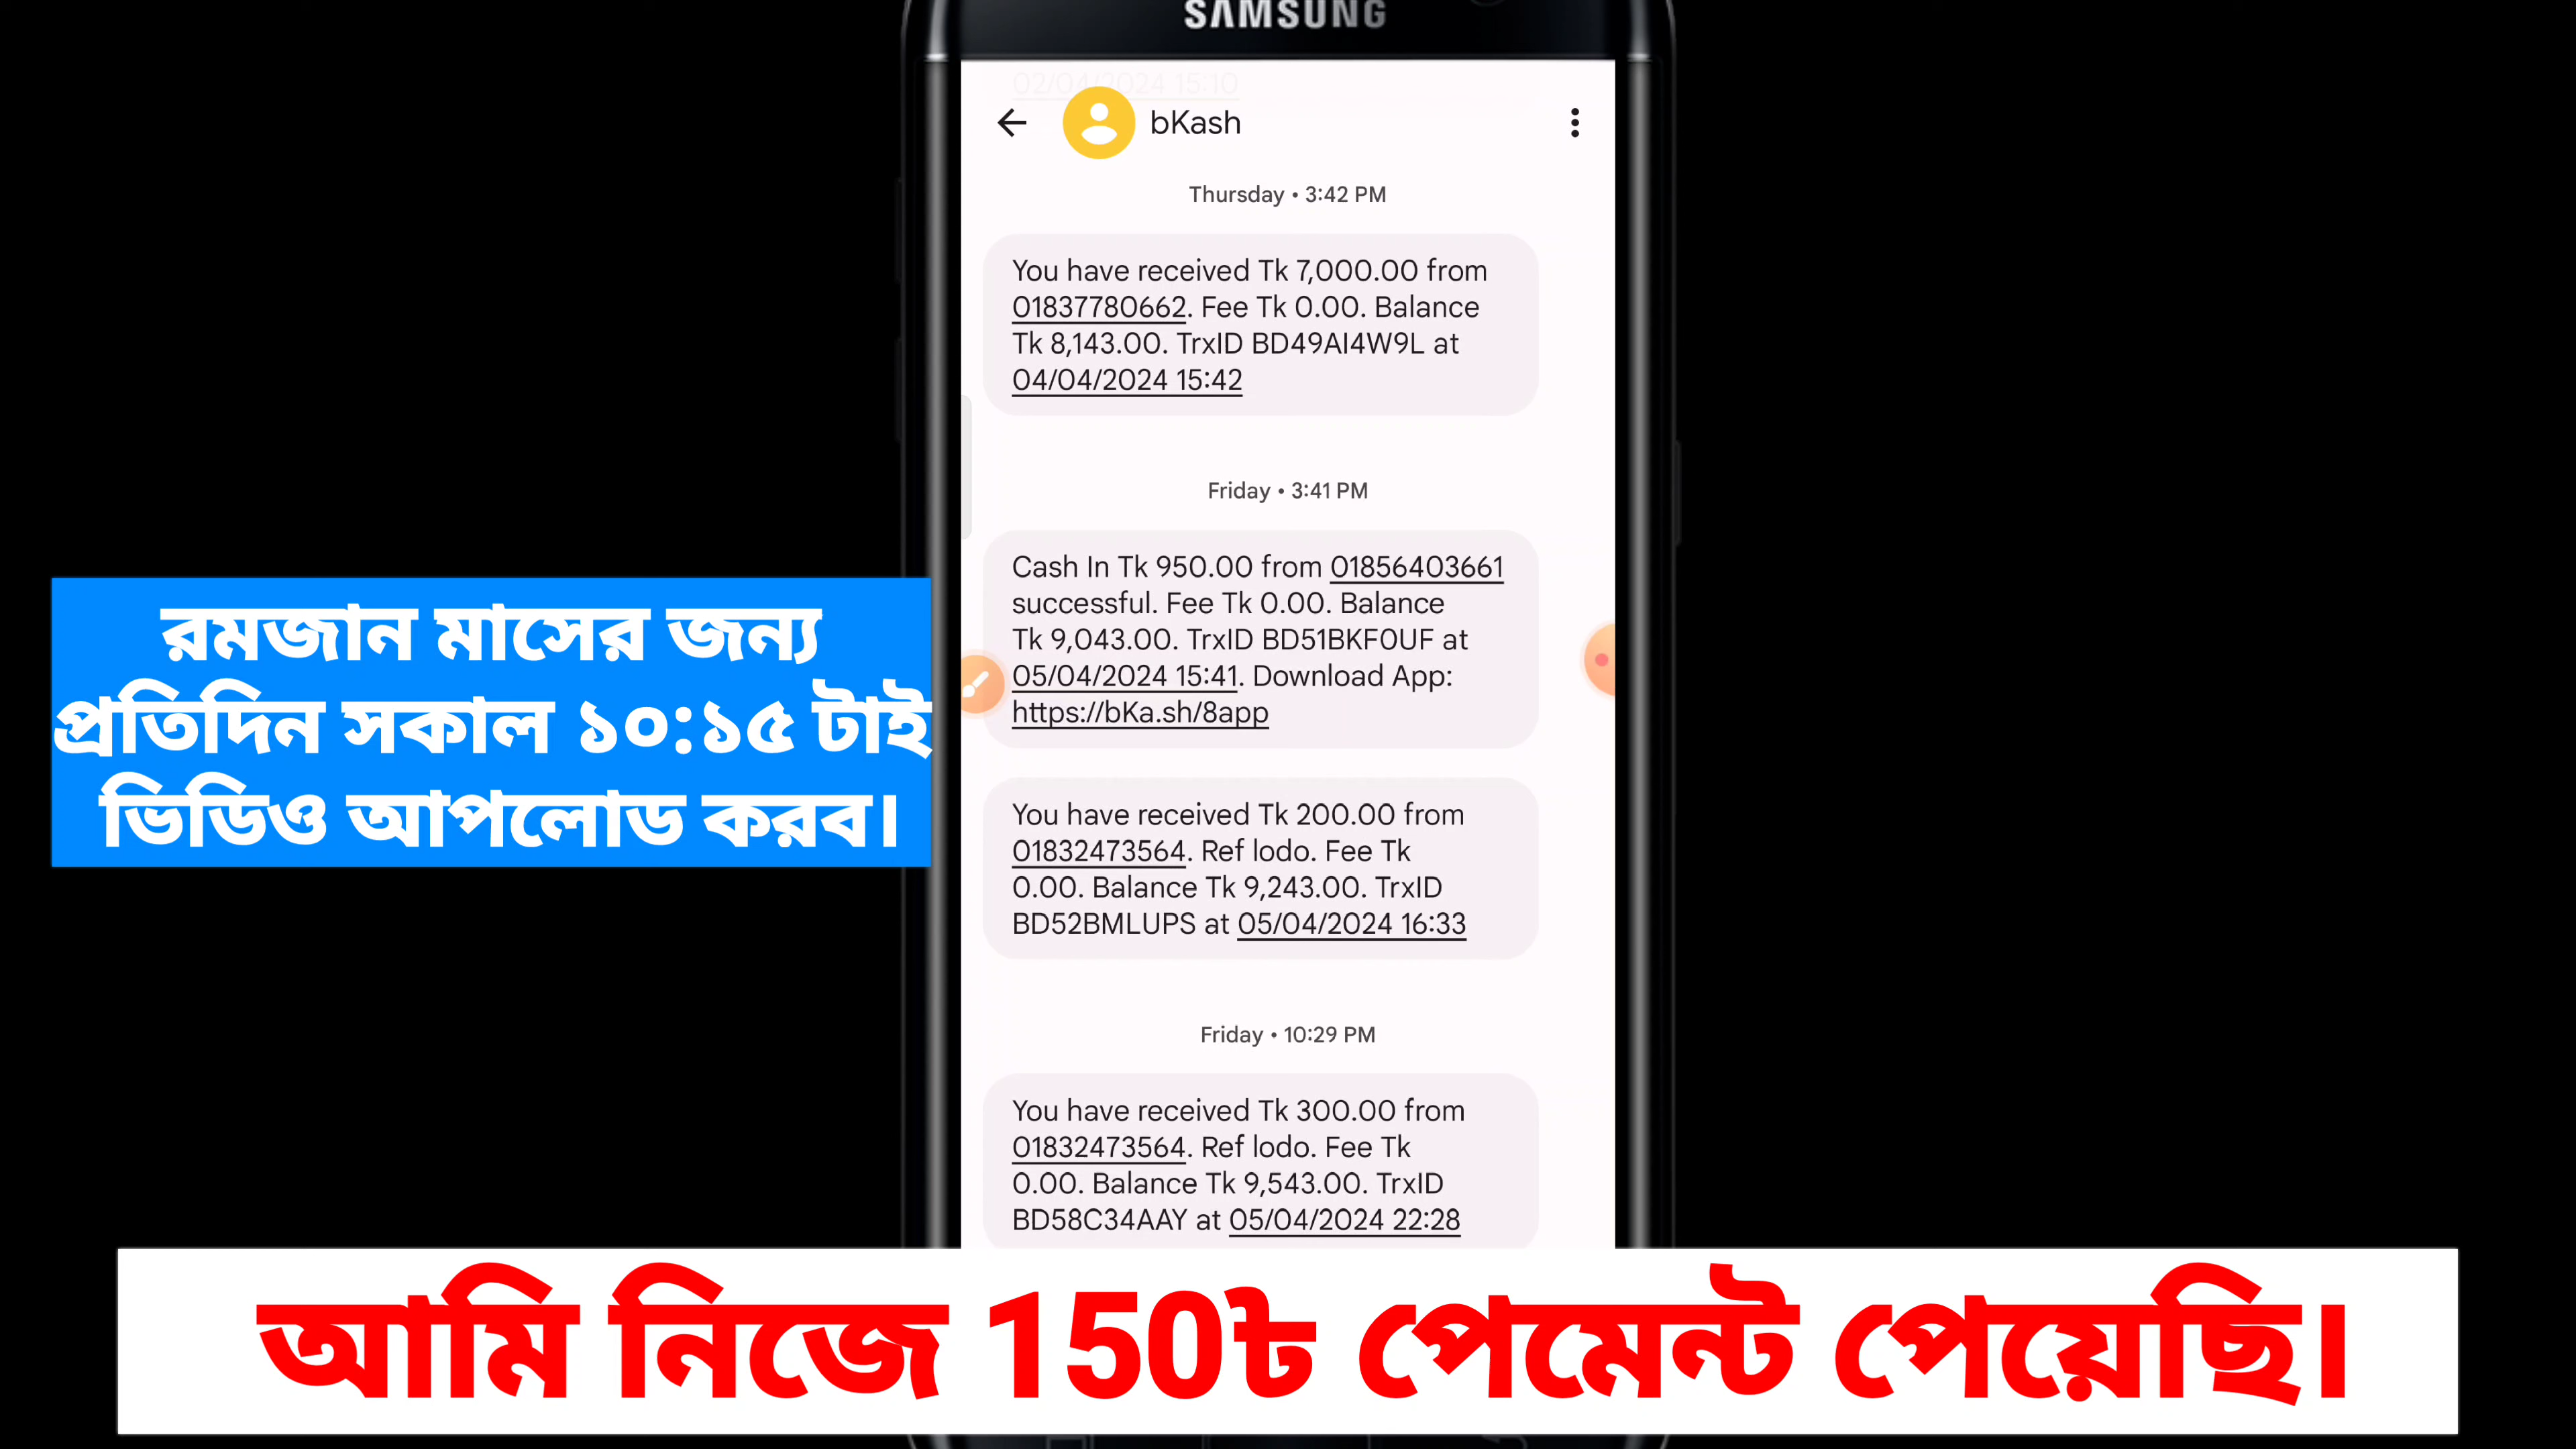 SAMSUNG
02/04/2024 15:10
bKash
Thursday • 3:42 PM
You have received Tk 7,000.00 from
01837780662. Fee Tk 0.00. Balance
Tk 8,143.00. TrxID BD49AI4W9L at
04/04/2024 15:42
Friday • 3:41 PM
Cash In Tk 950.00 from 01856403661
successful. Fee Tk 0.00. Balance
Tk 9,043.00. TrxID BD51BKF0UF at
05/04/2024 15:41. Download App:
https://bKa.sh/8app
You have received Tk 200.00 from
01832473564. Ref lodo. Fee Tk
0.00. Balance Tk 9,243.00. TrxID
BD52BMLUPS at 05/04/2024 16:33
Friday • 10:29 PM
You have received Tk 300.00 from
01832473564. Ref lodo. Fee Tk
0.00. Balance Tk 9,543.00. TrxID
BD58C34AAY at 05/04/2024 22:28
রমজান মাসের জন্য
প্রতিদিন সকাল ১০:১৫ টাই
ভিডিও আপলোড করব।
আমি নিজে 150৳ পেমেন্ট পেয়েছি।